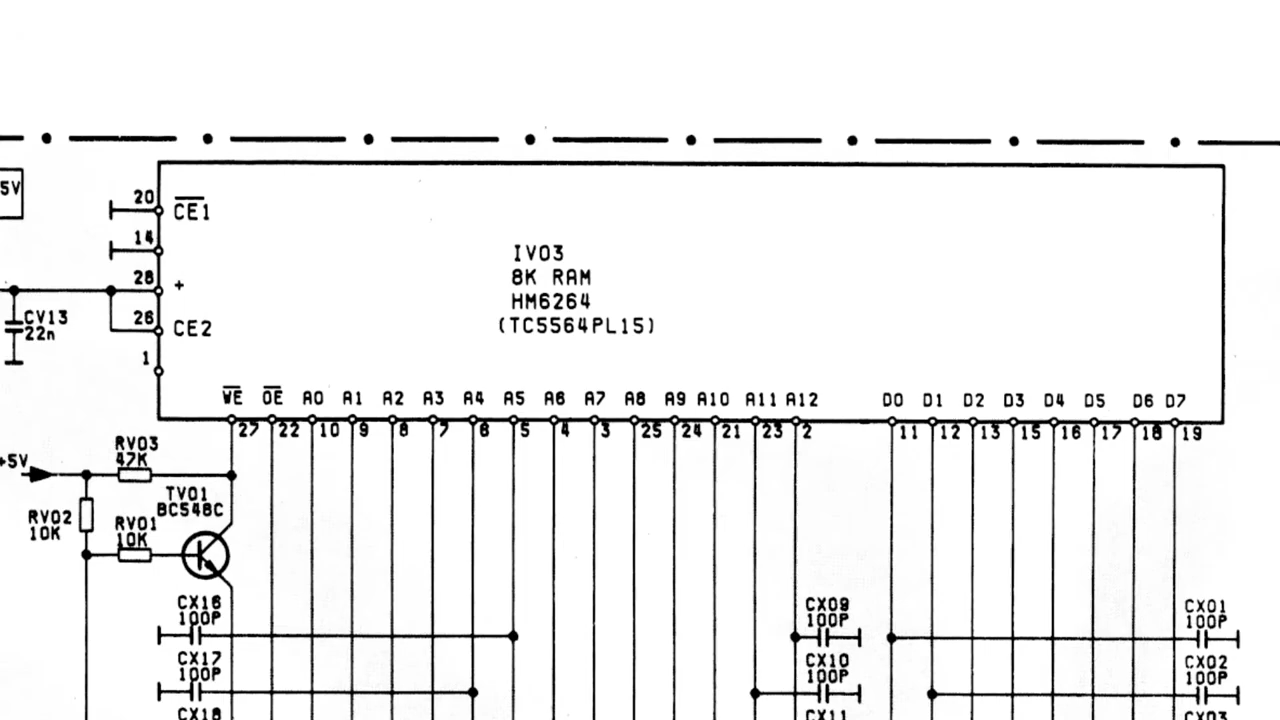 5V
20
CE1
14
28
+
26
CE2
1
CV13
22n
IV03
8K RAM
HM6264
(TC5564PL15)
WE OE A0 A1 A2 A3 A4 A5 A6 A7 A8 A9 A10 A11 A12 D0 D1 D2 D3 D4 D5 D6 D7
27 22 10 9 8 7 6 5 4 3 25 24 21 23 2 11 12 13 15 16 17 18 19
+5V
RV03
47K
TV01
BC548C
RV02
10K
RV01
10K
CX16
100P
CX09
100P
CX01
100P
CX17
100P
CX10
100P
CX02
100P
CX18
CX11
CX03